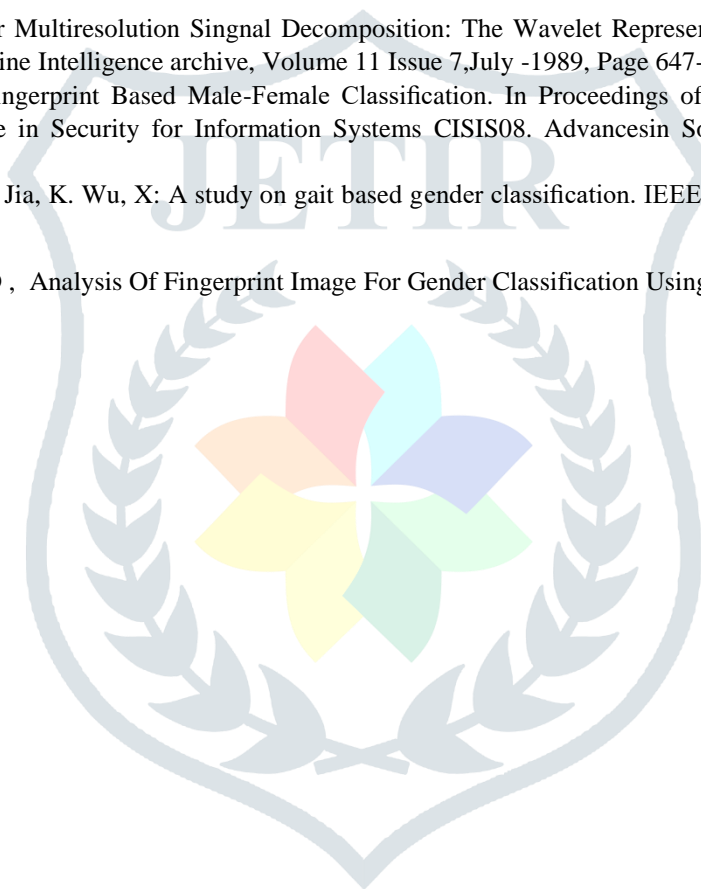 r Multiresolution Singnal Decomposition: The Wavelet Represen
ine Intelligence archive, Volume 11 Issue 7,July -1989, Page 647-
ingerprint Based Male-Female Classification. In Proceedings of
e in Security for Information Systems CISIS08. Advancesin So
Jia, K. Wu, X: A study on gait based gender classification. IEEE
JETIR
, Analysis Of Fingerprint Image For Gender Classification Using